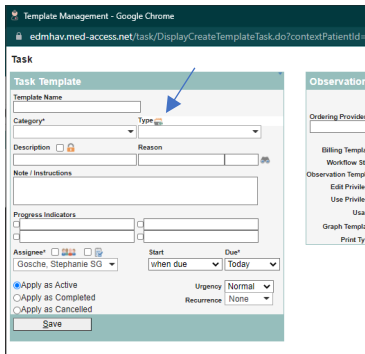 Template Management - Google Chrome
edmhav.med-access.net/task/DisplayCreateTemplateTask.do?contextPatientId=
Task
Task Template
Template Name
Category* Type
Description Reason
Note / Instructions
Progress Indicators
Assignee* Start Due*
Gosche, Stephanie SG when due Today
Apply as Active Urgency Normal
Apply as Completed Recurrence None
Apply as Cancelled
Save
Observation
Ordering Provider
Billing Templa
Workflow St
Observation Templ
Edit Privile
Use Privile
Usa
Graph Templa
Print Ty